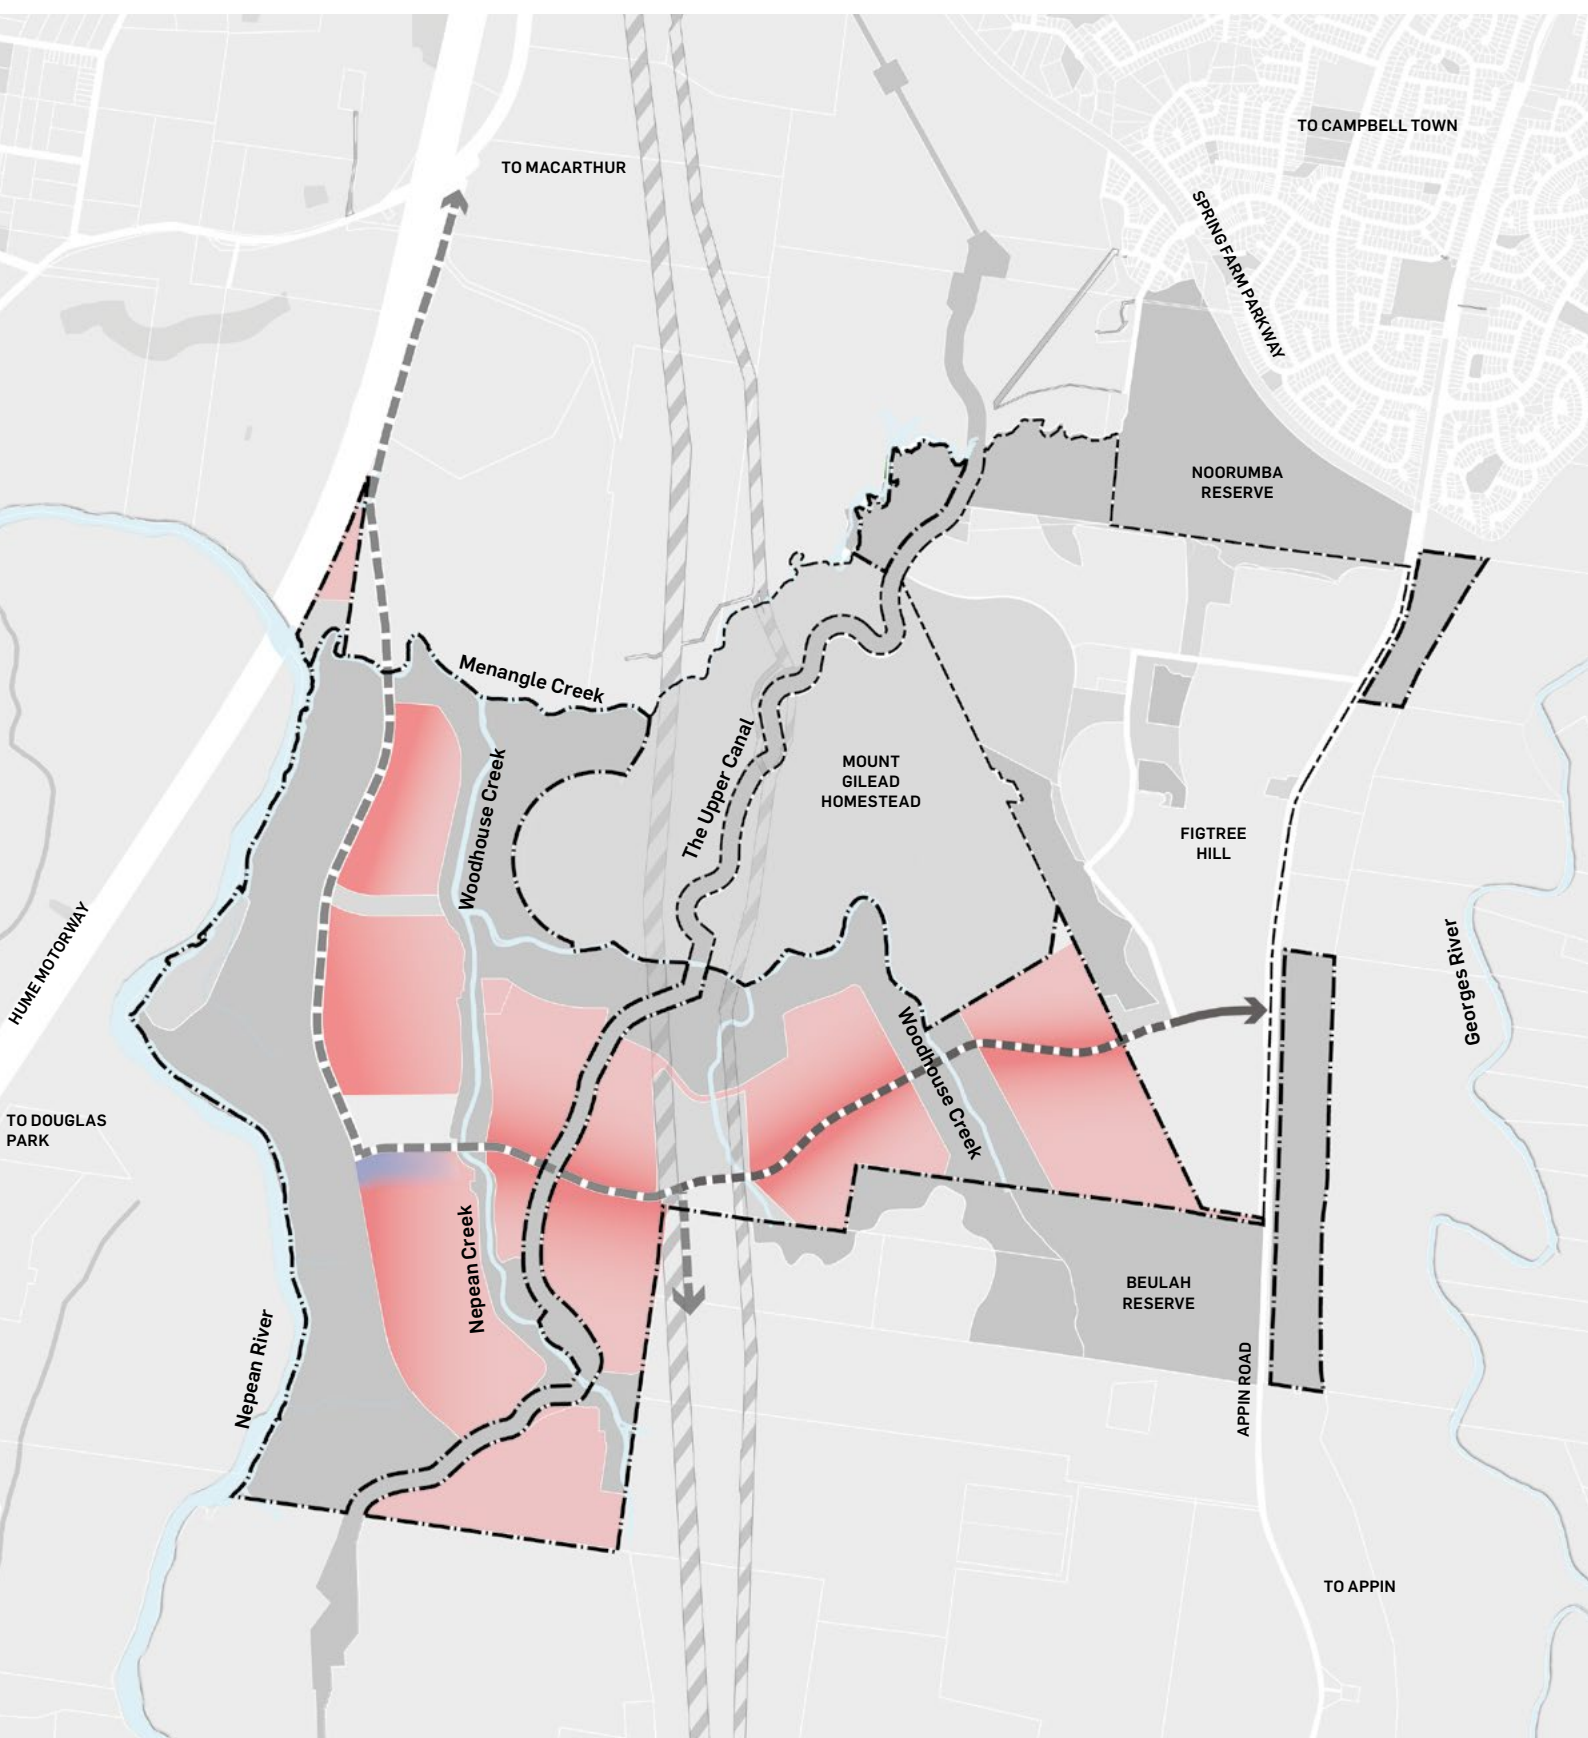 TO CAMPBELL TOWN
TO MACARTHUR
SPRING FARM PARKWAY
NOORUMBA
RESERVE
Menangle Creek
Woodhouse Creek
The Upper Canal
MOUNT
GILEAD
HOMESTEAD
FIGTREE
HILL
HUME MOTORWAY
Georges River
Woodhouse Creek
TO DOUGLAS
PARK
Nepean Creek
Nepean River
BEULAH
RESERVE
APPIN ROAD
TO APPIN